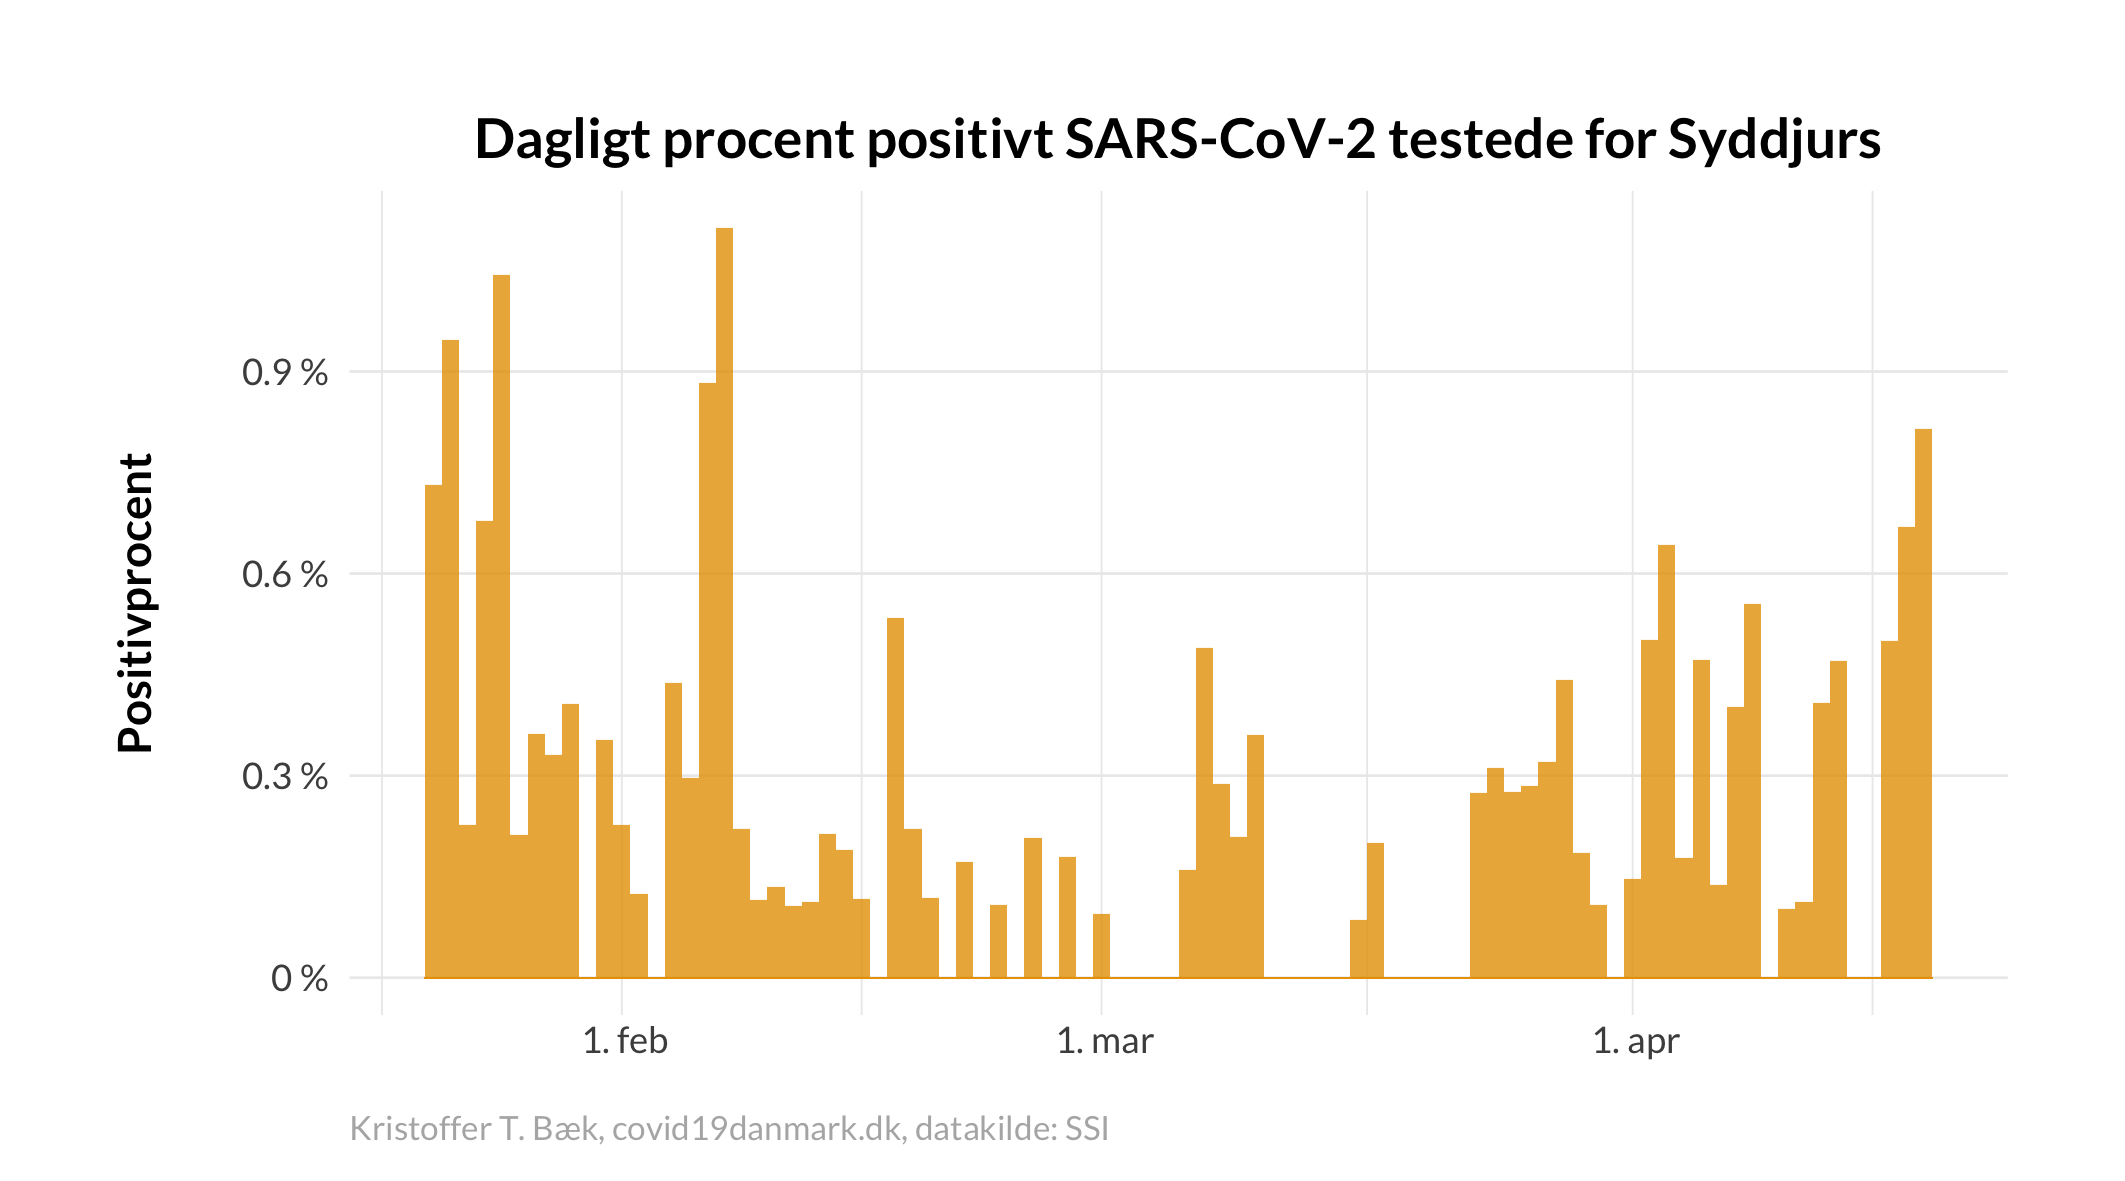 Dagligt procent positivt SARS-CoV-2 testede for Syddjurs
Positivprocent
0.9 %
0.6 %
0.3 %
0 %
1. feb
1. mar
1. apr
Kristoffer T. Bæk, covid19danmark.dk, datakilde: SSI